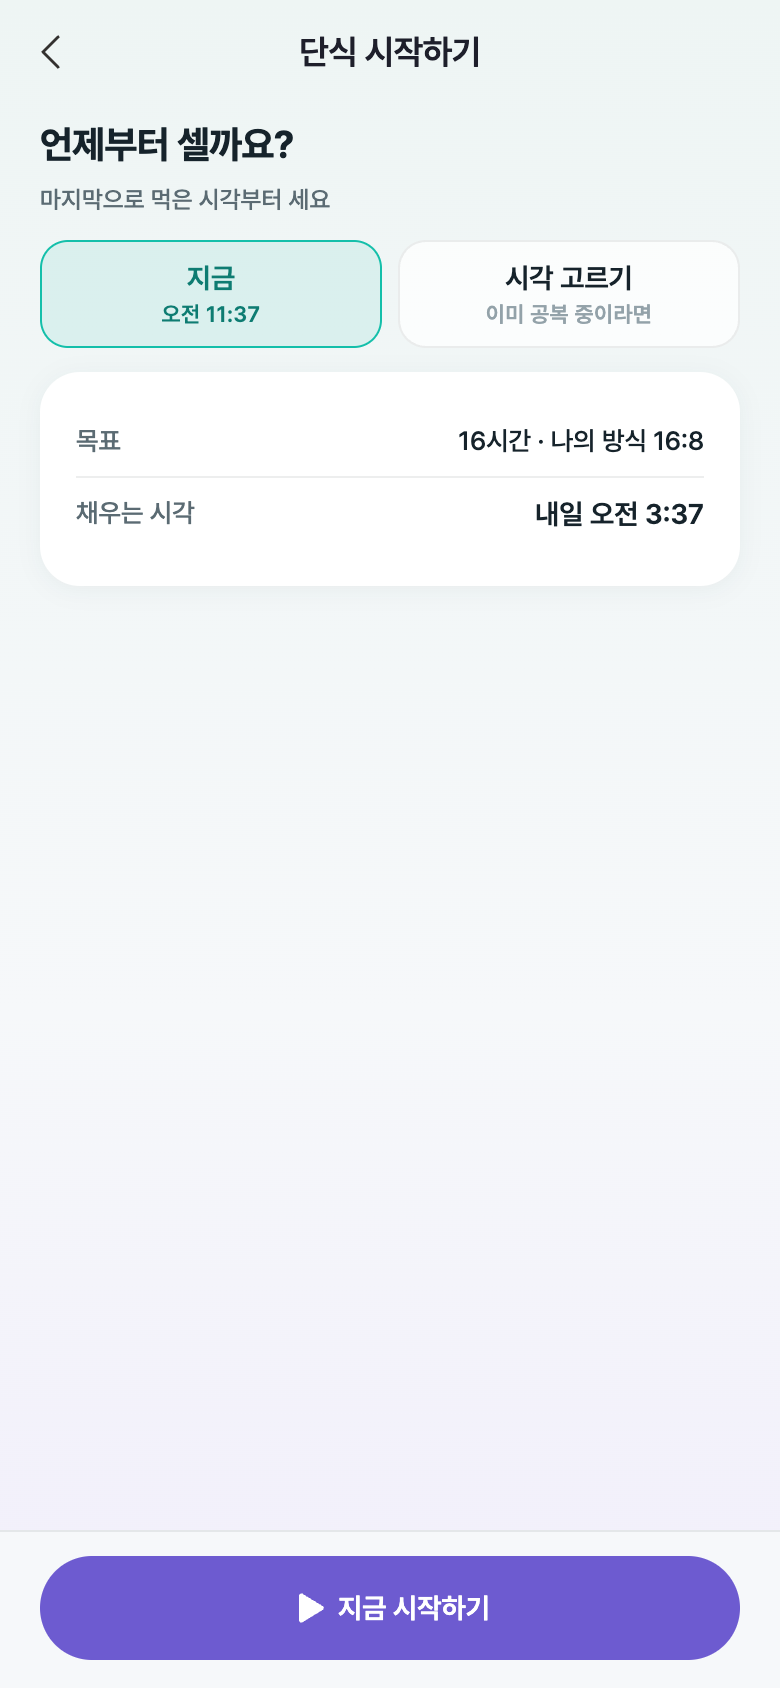 단식 시작하기
언제부터 셀까요?
마지막으로 먹은 시각부터 세요
지금
오전 11:37
시각 고르기
이미 공복 중이라면
목표
16시간 · 나의 방식 16:8
채우는 시각
내일 오전 3:37
지금 시작하기